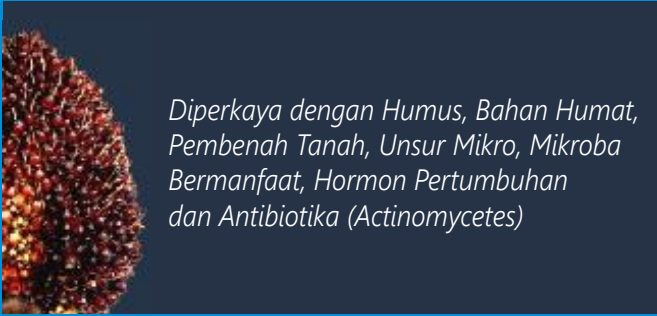 Diperkaya dengan Humus, Bahan Humat,
Pembenah Tanah, Unsur Mikro, Mikroba
Bermanfaat, Hormon Pertumbuhan
dan Antibiotika (Actinomycetes)